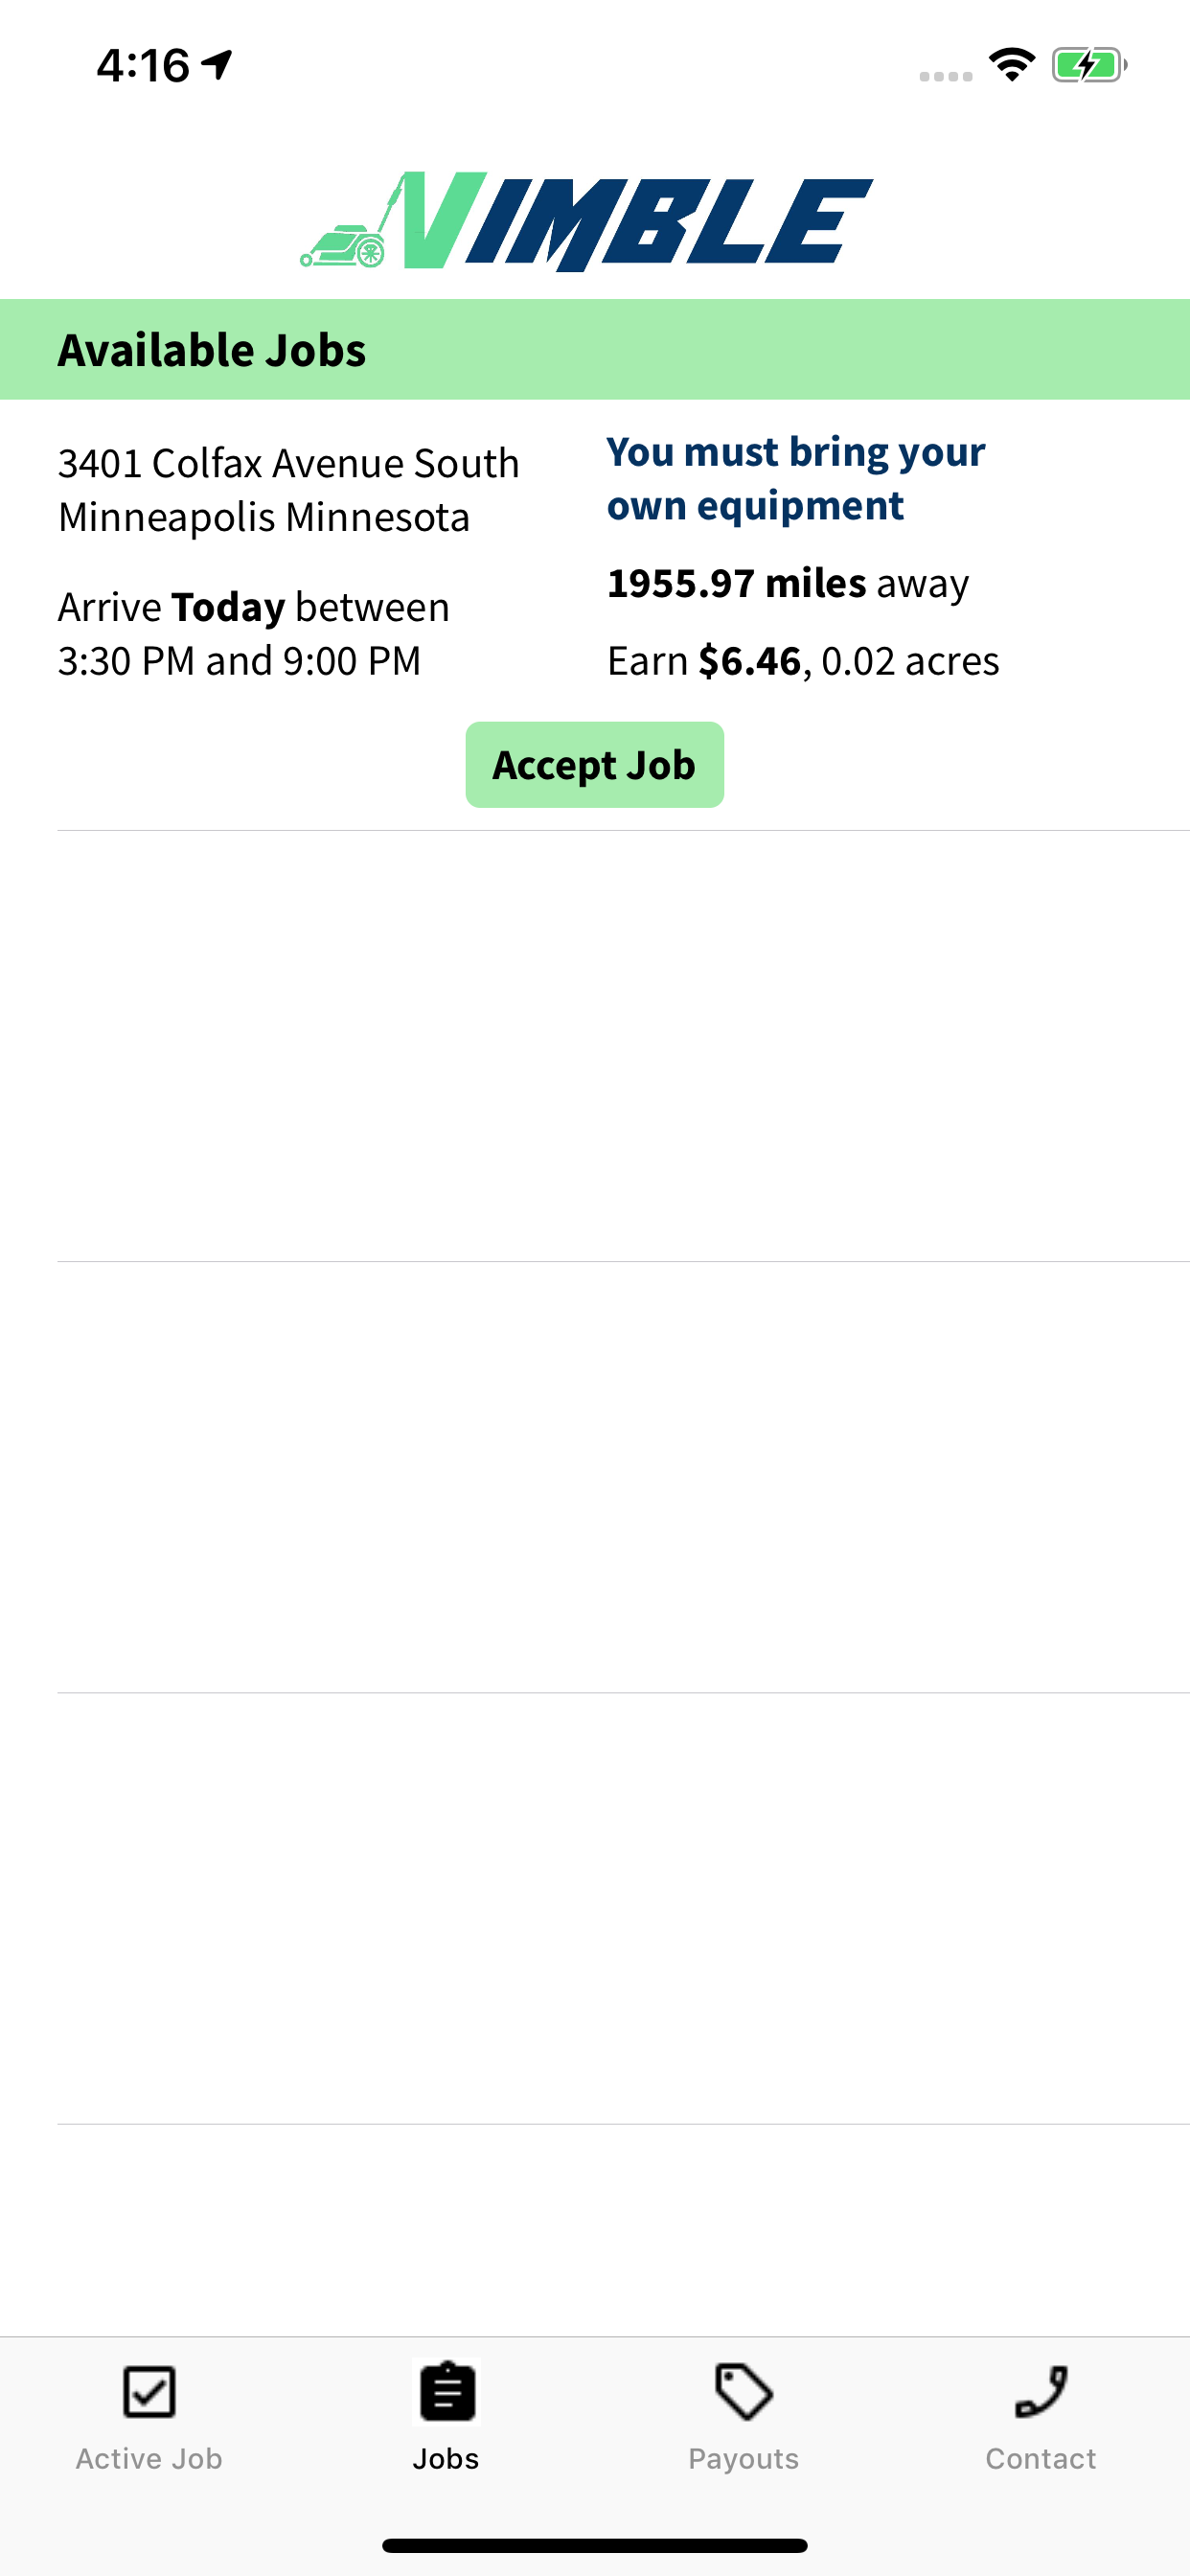 4:16
NIMBLE
Available Jobs
3401 Colfax Avenue South
Minneapolis Minnesota
Arrive Today between
3:30 PM and 9:00 PM
You must bring your
own equipment
1955.97 miles away
Earn $6.46, 0.02 acres
Accept Job
Active Job
Jobs
Payouts
Contact